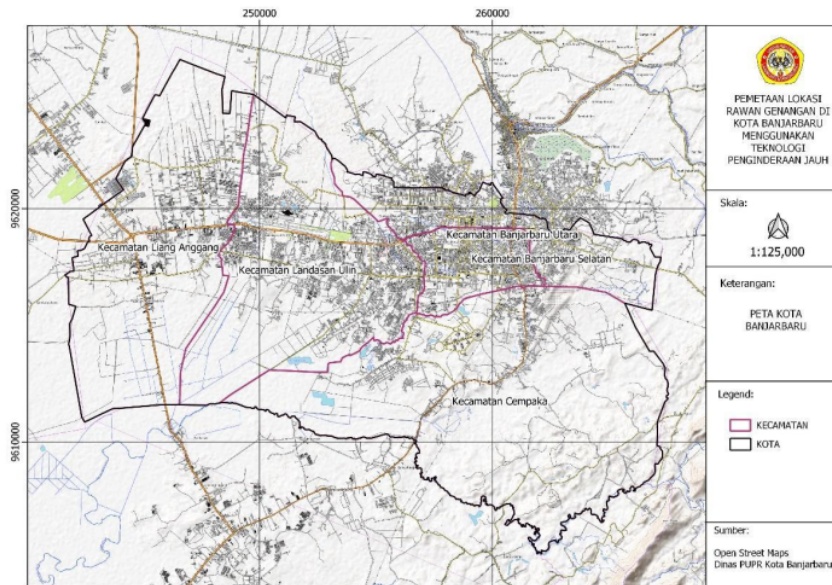 250000
260000
9620000
9610000
Kecamatan Liang Anggang
Kecamatan Landasan Ulin
Kecamatan Banjarbaru Utara
Kecamatan Banjarbaru Selatan
Kecamatan Cempaka
PEMETAAN LOKASI
RAWAN GENANGAN DI
KOTA BANJARBARU
MENGGUNAKAN
TEKNOLOGI
PENGINDERAAN JAUH
Skala:
1:125,000
Keterangan:
PETA KOTA
BANJARBARU
Legend:
KECAMATAN
KOTA
Sumber:
Open Street Maps
Dinas PUPR Kota Banjarbaru